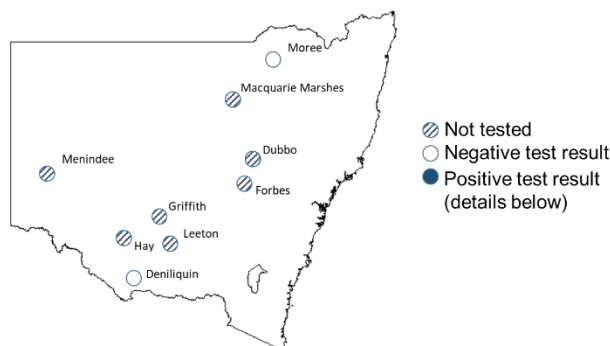 Moree
Macquarie Marshes
Dubbo
Menindee
Forbes
Griffith
Leeton
Hay
Deniliquin
Not tested
Negative test result
Positive test result
(details below)